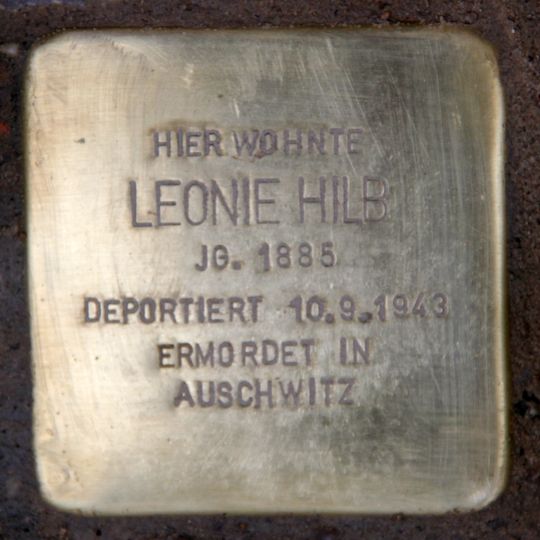 HIER WOHNTE
LEONIE HILB
JG. 1885
DEPORTIERT 10.9.1943
ERMORDET IN
AUSCHWITZ